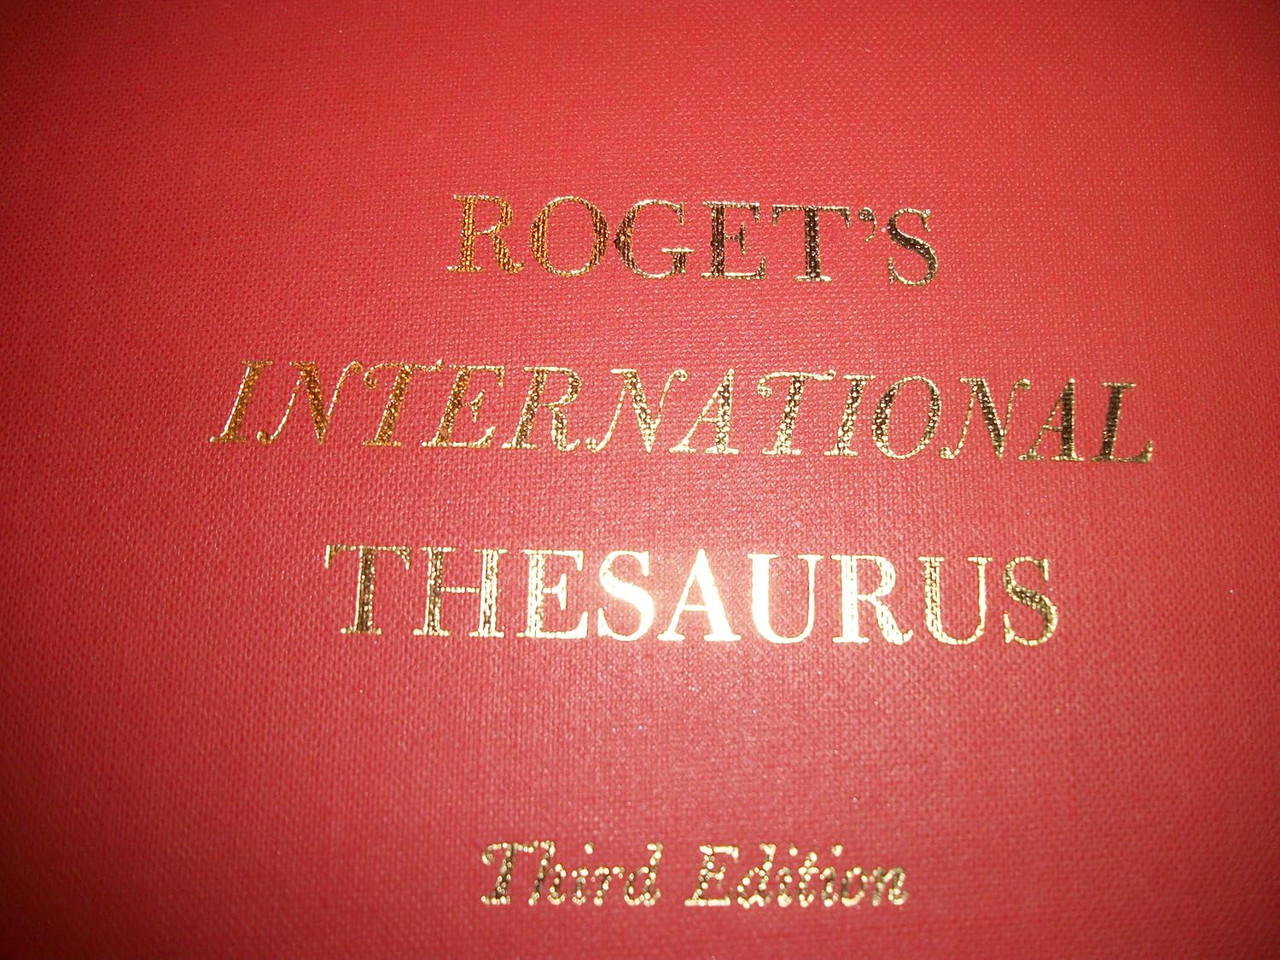 ROGET'S
INTERNATIONAL
THESAURUS
Third Edition